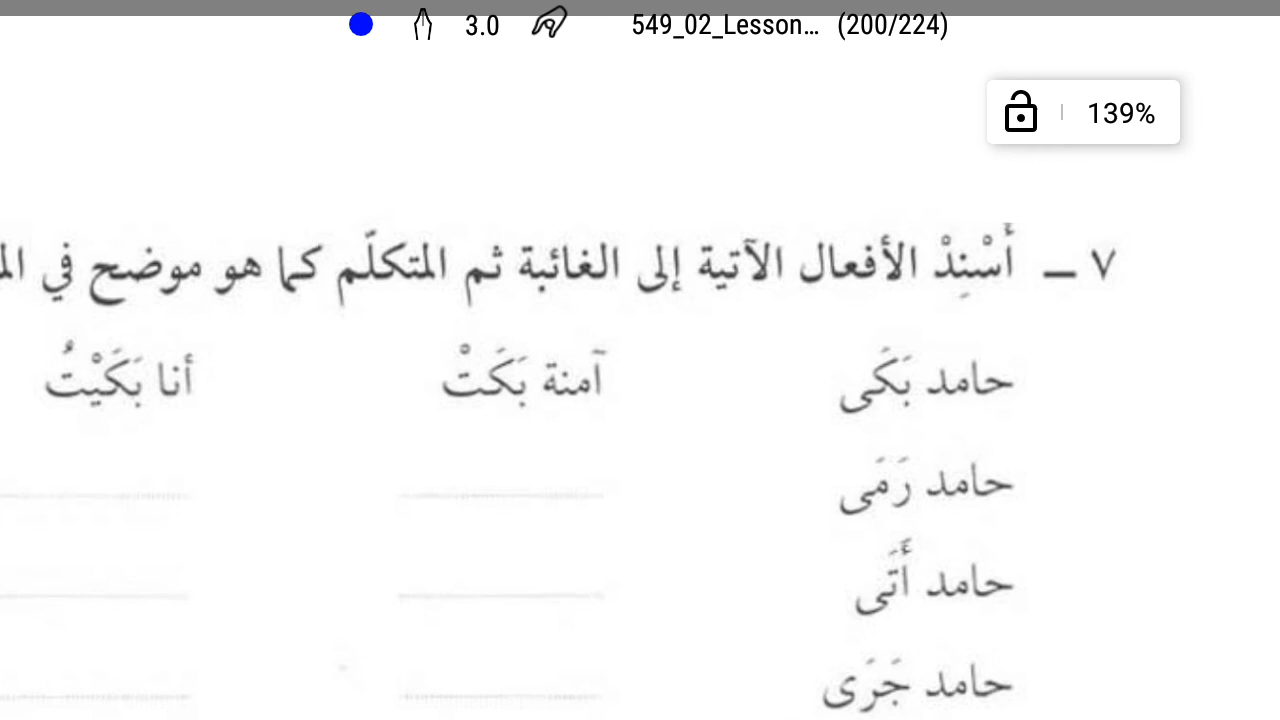 3.0 549_02_Lesson... (200/224)
139%
٧ ـ أَسْنِدْ الأفعال الآتية إلى الغائبة ثم المتكلّم كما هو موضح في
حامد بَكَى آمنة بَكَتْ أنا بَكَيْتُ
حامد رَمَى
حامد أَتَى
حامد جَرَى